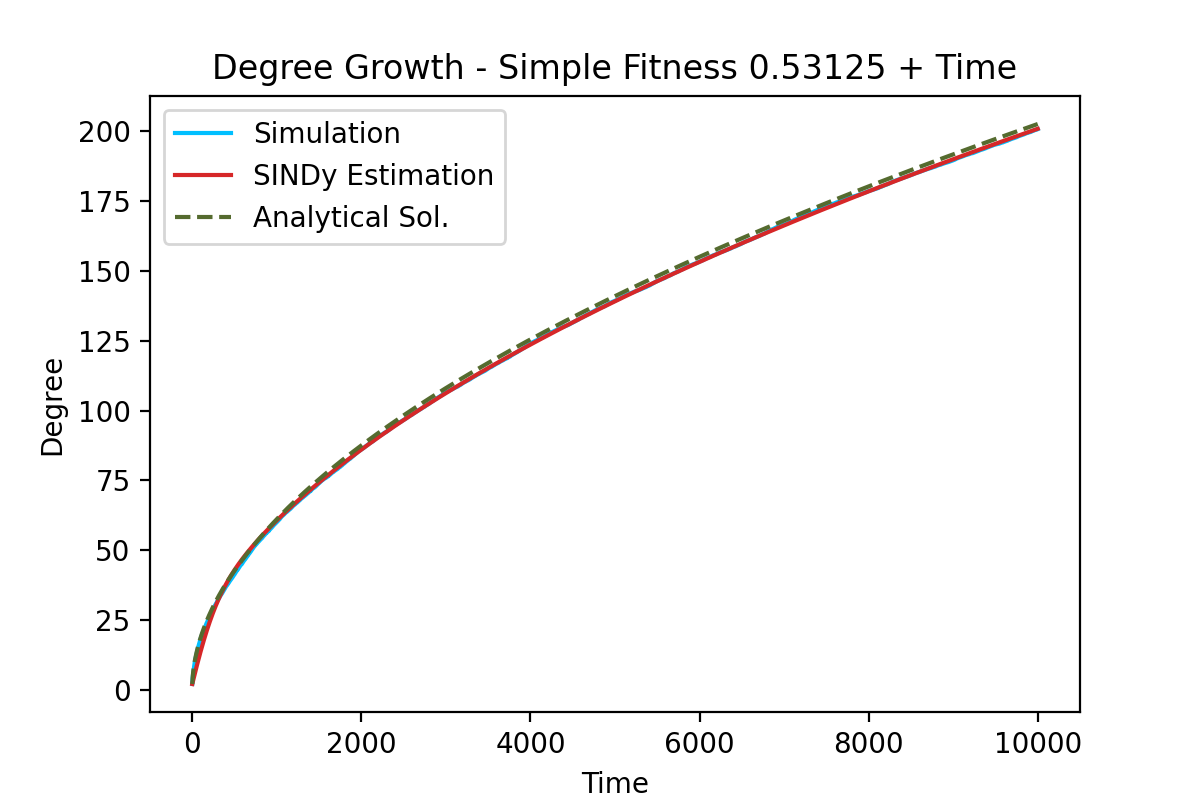 Degree Growth - Simple Fitness 0.53125 + Time
Simulation
SINDy Estimation
Analytical Sol.
200
175
150
125
100
75
50
25
0
Degree
0 2000 4000 6000 8000 10000
Time